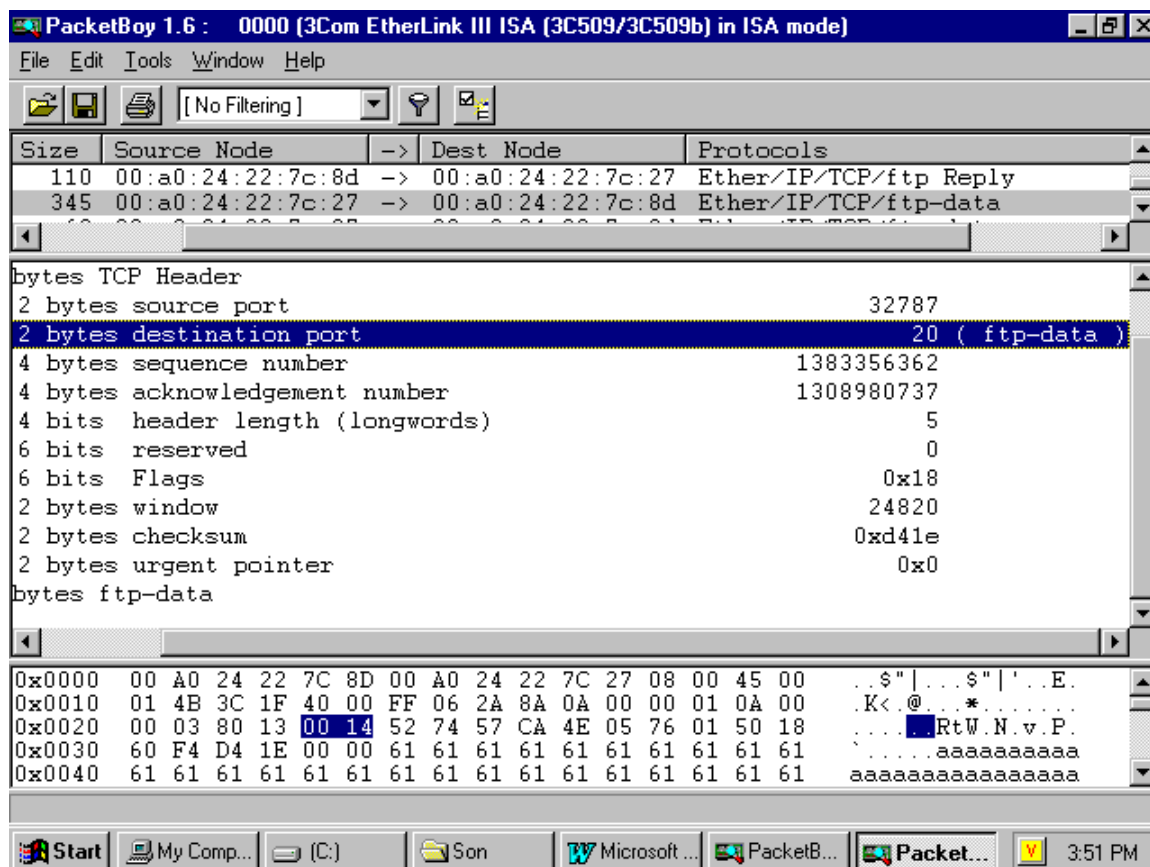 PacketBoy 1.6 : 0000 (3Com EtherLink III ISA (3C509/3C509b) in ISA mode)
File Edit Tools Window Help
[ No Filtering ]
Size Source Node -> Dest Node Protocols
110 00:a0:24:22:7c:8d -> 00:a0:24:22:7c:27 Ether/IP/TCP/ftp Reply
345 00:a0:24:22:7c:27 -> 00:a0:24:22:7c:8d Ether/IP/TCP/ftp-data
bytes TCP Header
2 bytes source port 32787
2 bytes destination port 20 ( ftp-data )
4 bytes sequence number 1383356362
4 bytes acknowledgement number 1308980737
4 bits header length (longwords) 5
6 bits reserved 0
6 bits Flags 0x18
2 bytes window 24820
2 bytes checksum 0xd41e
2 bytes urgent pointer 0x0
bytes ftp-data
0x0000 00 A0 24 22 7C 8D 00 A0 24 22 7C 27 08 00 45 00 ..$"|...$"|'..E.
0x0010 01 4B 3C 1F 40 00 FF 06 2A 8A 0A 00 00 01 0A 00 .K<.@...*.......
0x0020 00 03 80 13 00 14 52 74 57 CA 4E 05 76 01 50 18 ......RtW.N.v.P.
0x0030 60 F4 D4 1E 00 00 61 61 61 61 61 61 61 61 61 61 `.....aaaaaaaaaa
0x0040 61 61 61 61 61 61 61 61 61 61 61 61 61 61 61 61 aaaaaaaaaaaaaaaa
Start My Comp... (C:) Son Microsoft ... PacketB... Packet... V 3:51 PM